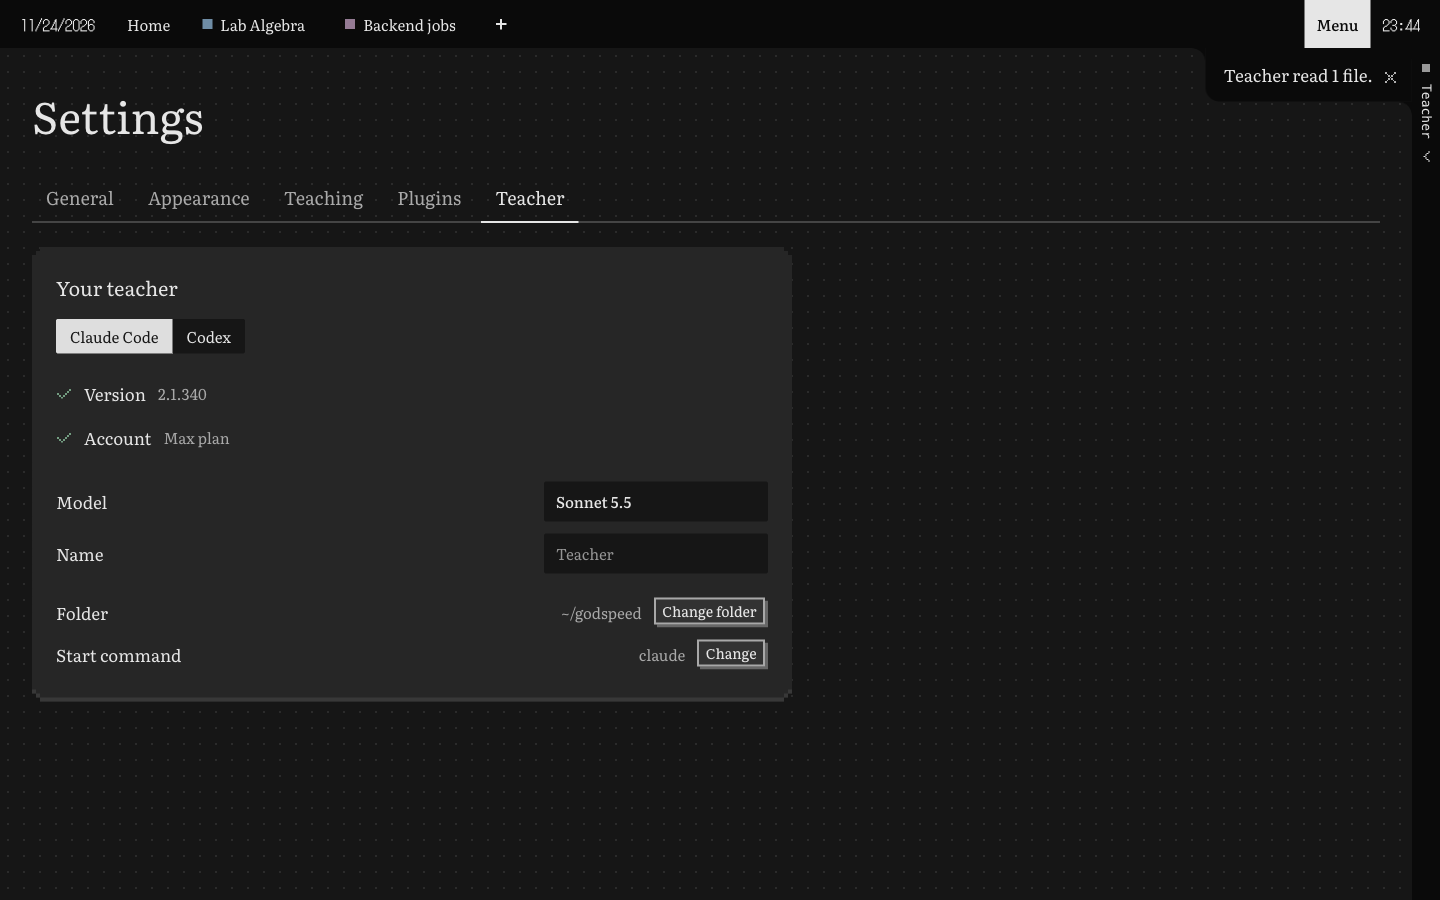 11/24/2026 Home Lab Algebra Backend jobs + Menu 23:44
Teacher read 1 file.
Teacher
Settings
General Appearance Teaching Plugins Teacher
Your teacher
Claude Code Codex
Version 2.1.340
Account Max plan
Model Sonnet 5.5
Name Teacher
Folder ~/godspeed Change folder
Start command claude Change